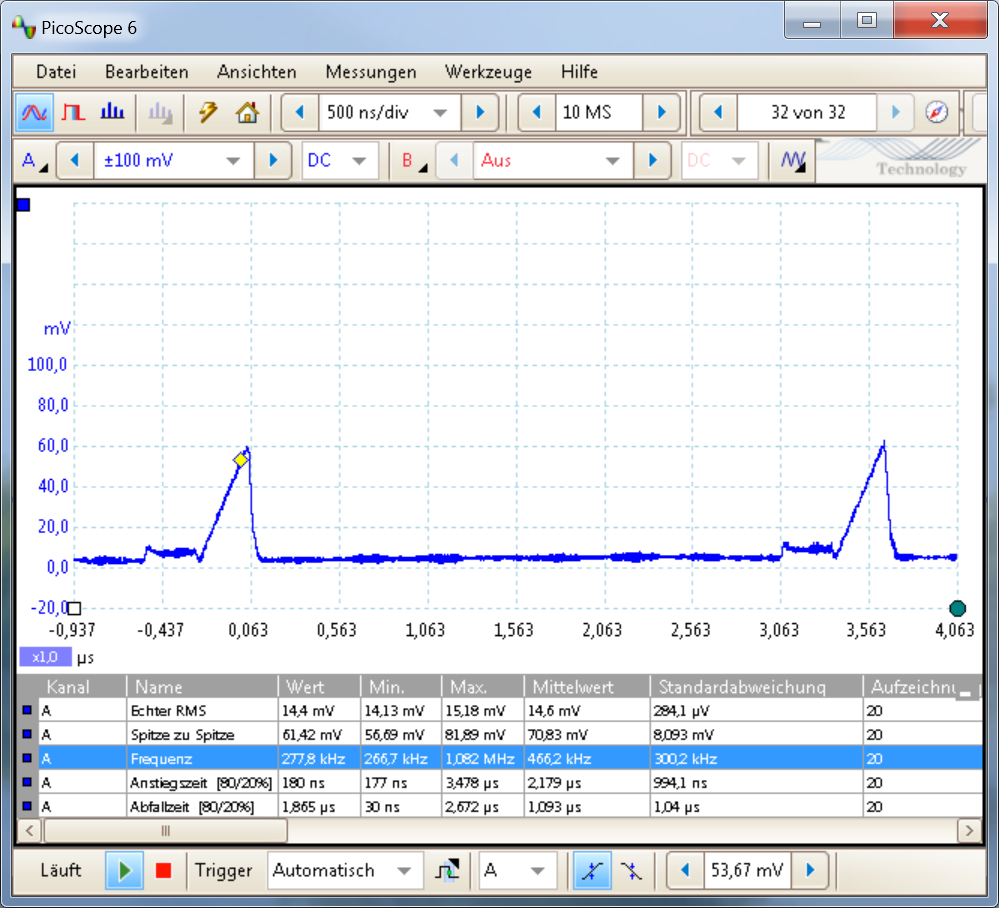 PicoScope 6
Datei Bearbeiten Ansichten Messungen Werkzeuge Hilfe
500 ns/div 10 MS 32 von 32
A ±100 mV DC B Aus DC Technology
mV
100,0
80,0
60,0
40,0
20,0
0,0
-20,0
-0,937 -0,437 0,063 0,563 1,063 1,563 2,063 2,563 3,063 3,563 4,063
x1,0 µs
Kanal Name Wert Min. Max. Mittelwert Standardabweichung Aufzeichnu
A Echter RMS 14,4 mV 14,13 mV 15,18 mV 14,6 mV 284,1 µV 20
A Spitze zu Spitze 61,42 mV 56,69 mV 81,89 mV 70,83 mV 8,093 mV 20
A Frequenz 277,8 kHz 266,7 kHz 1,082 MHz 466,2 kHz 300,2 kHz 20
A Anstiegszeit [80/20%] 180 ns 177 ns 3,478 µs 2,179 µs 994,1 ns 20
A Abfallzeit [80/20%] 1,865 µs 30 ns 2,672 µs 1,093 µs 1,04 µs 20
Läuft Trigger Automatisch A 53,67 mV